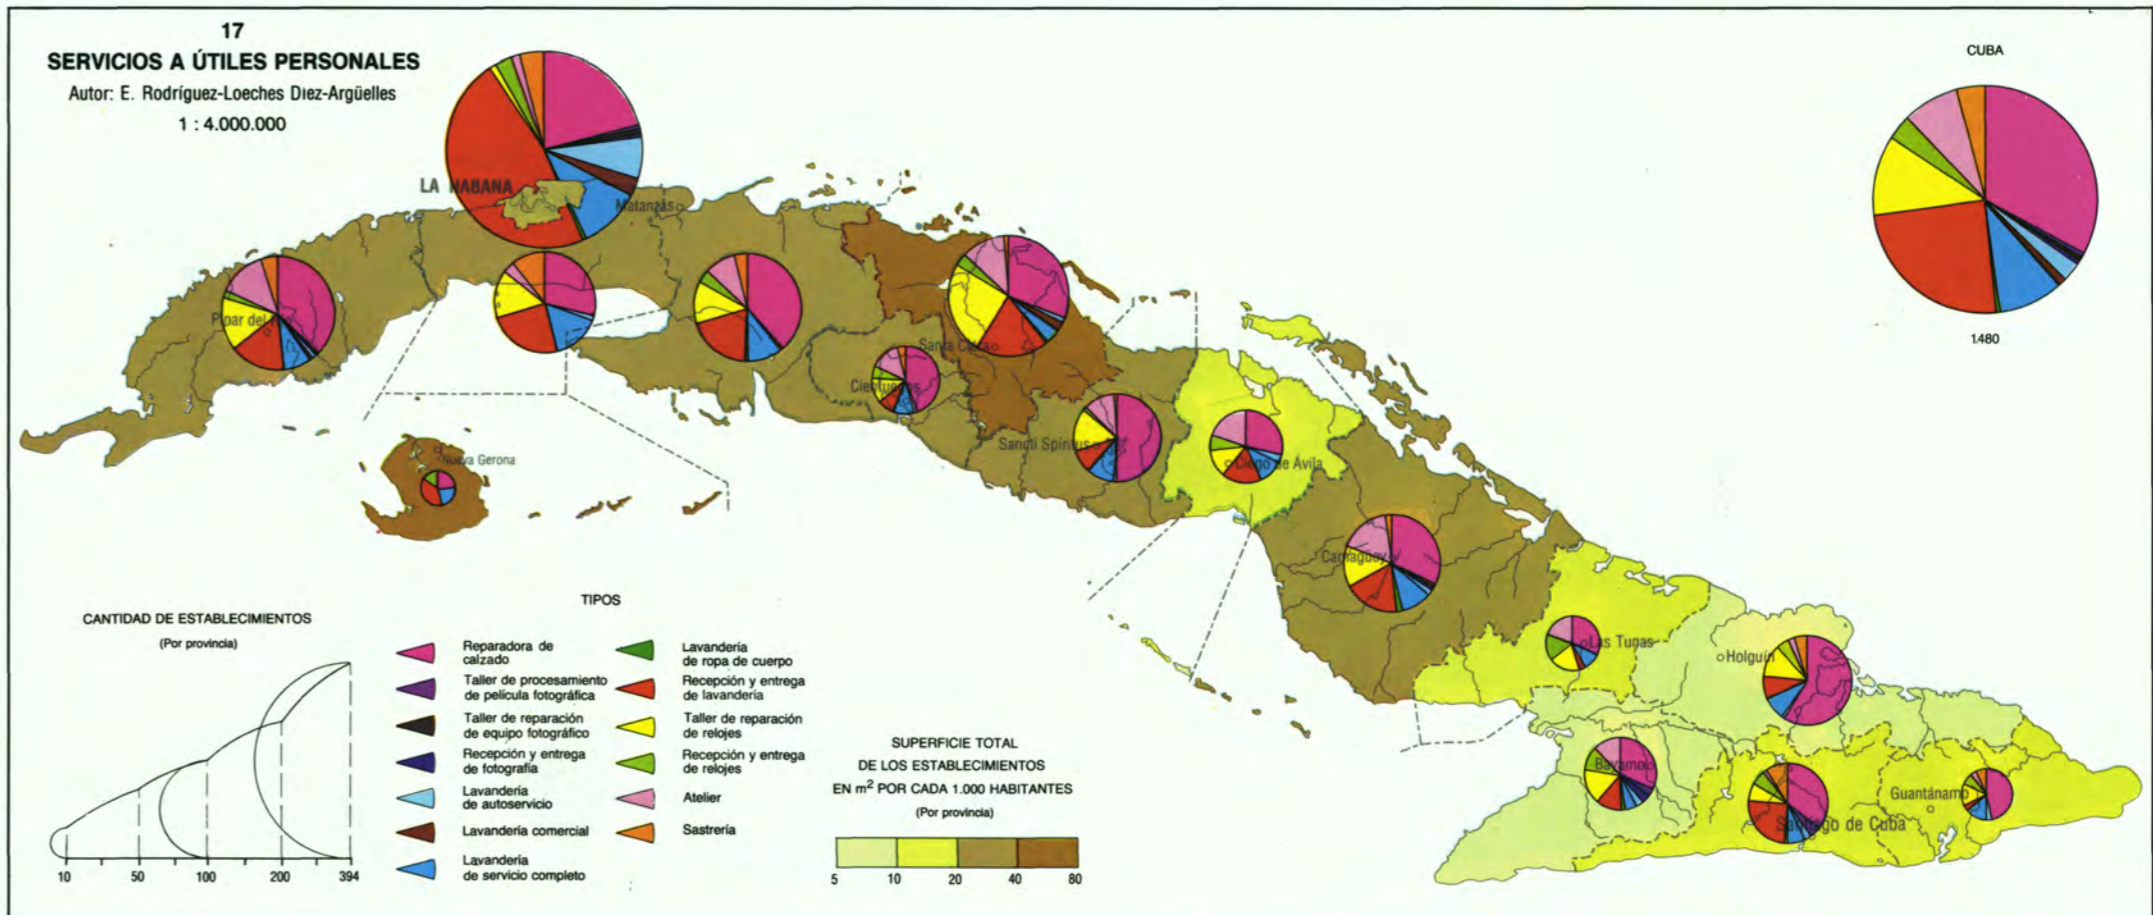 17
SERVICIOS A ÚTILES PERSONALES
Autor: E. Rodríguez-Loeches Diez-Argüelles
1 : 4.000.000
CUBA
1.480
LA HABANA
Matanzas
Pinar del Río
Nueva Gerona
Cienfuegos
Santa Clara
Sancti Spíritus
Ciego de Ávila
Camagüey
Las Tunas
Holguín
Bayamo
Santiago de Cuba
Guantánamo
CANTIDAD DE ESTABLECIMIENTOS
(Por provincia)
10 50 100 200 394
TIPOS
Reparadora de
calzado
Taller de procesamiento
de película fotográfica
Taller de reparación
de equipo fotográfico
Recepción y entrega
de fotografía
Lavandería
de autoservicio
Lavandería comercial
Lavandería
de servicio completo
Lavandería
de ropa de cuerpo
Recepción y entrega
de lavandería
Taller de reparación
de relojes
Recepción y entrega
de relojes
Atelier
Sastrería
SUPERFICIE TOTAL
DE LOS ESTABLECIMIENTOS
EN m² POR CADA 1.000 HABITANTES
(Por provincia)
5 10 20 40 80